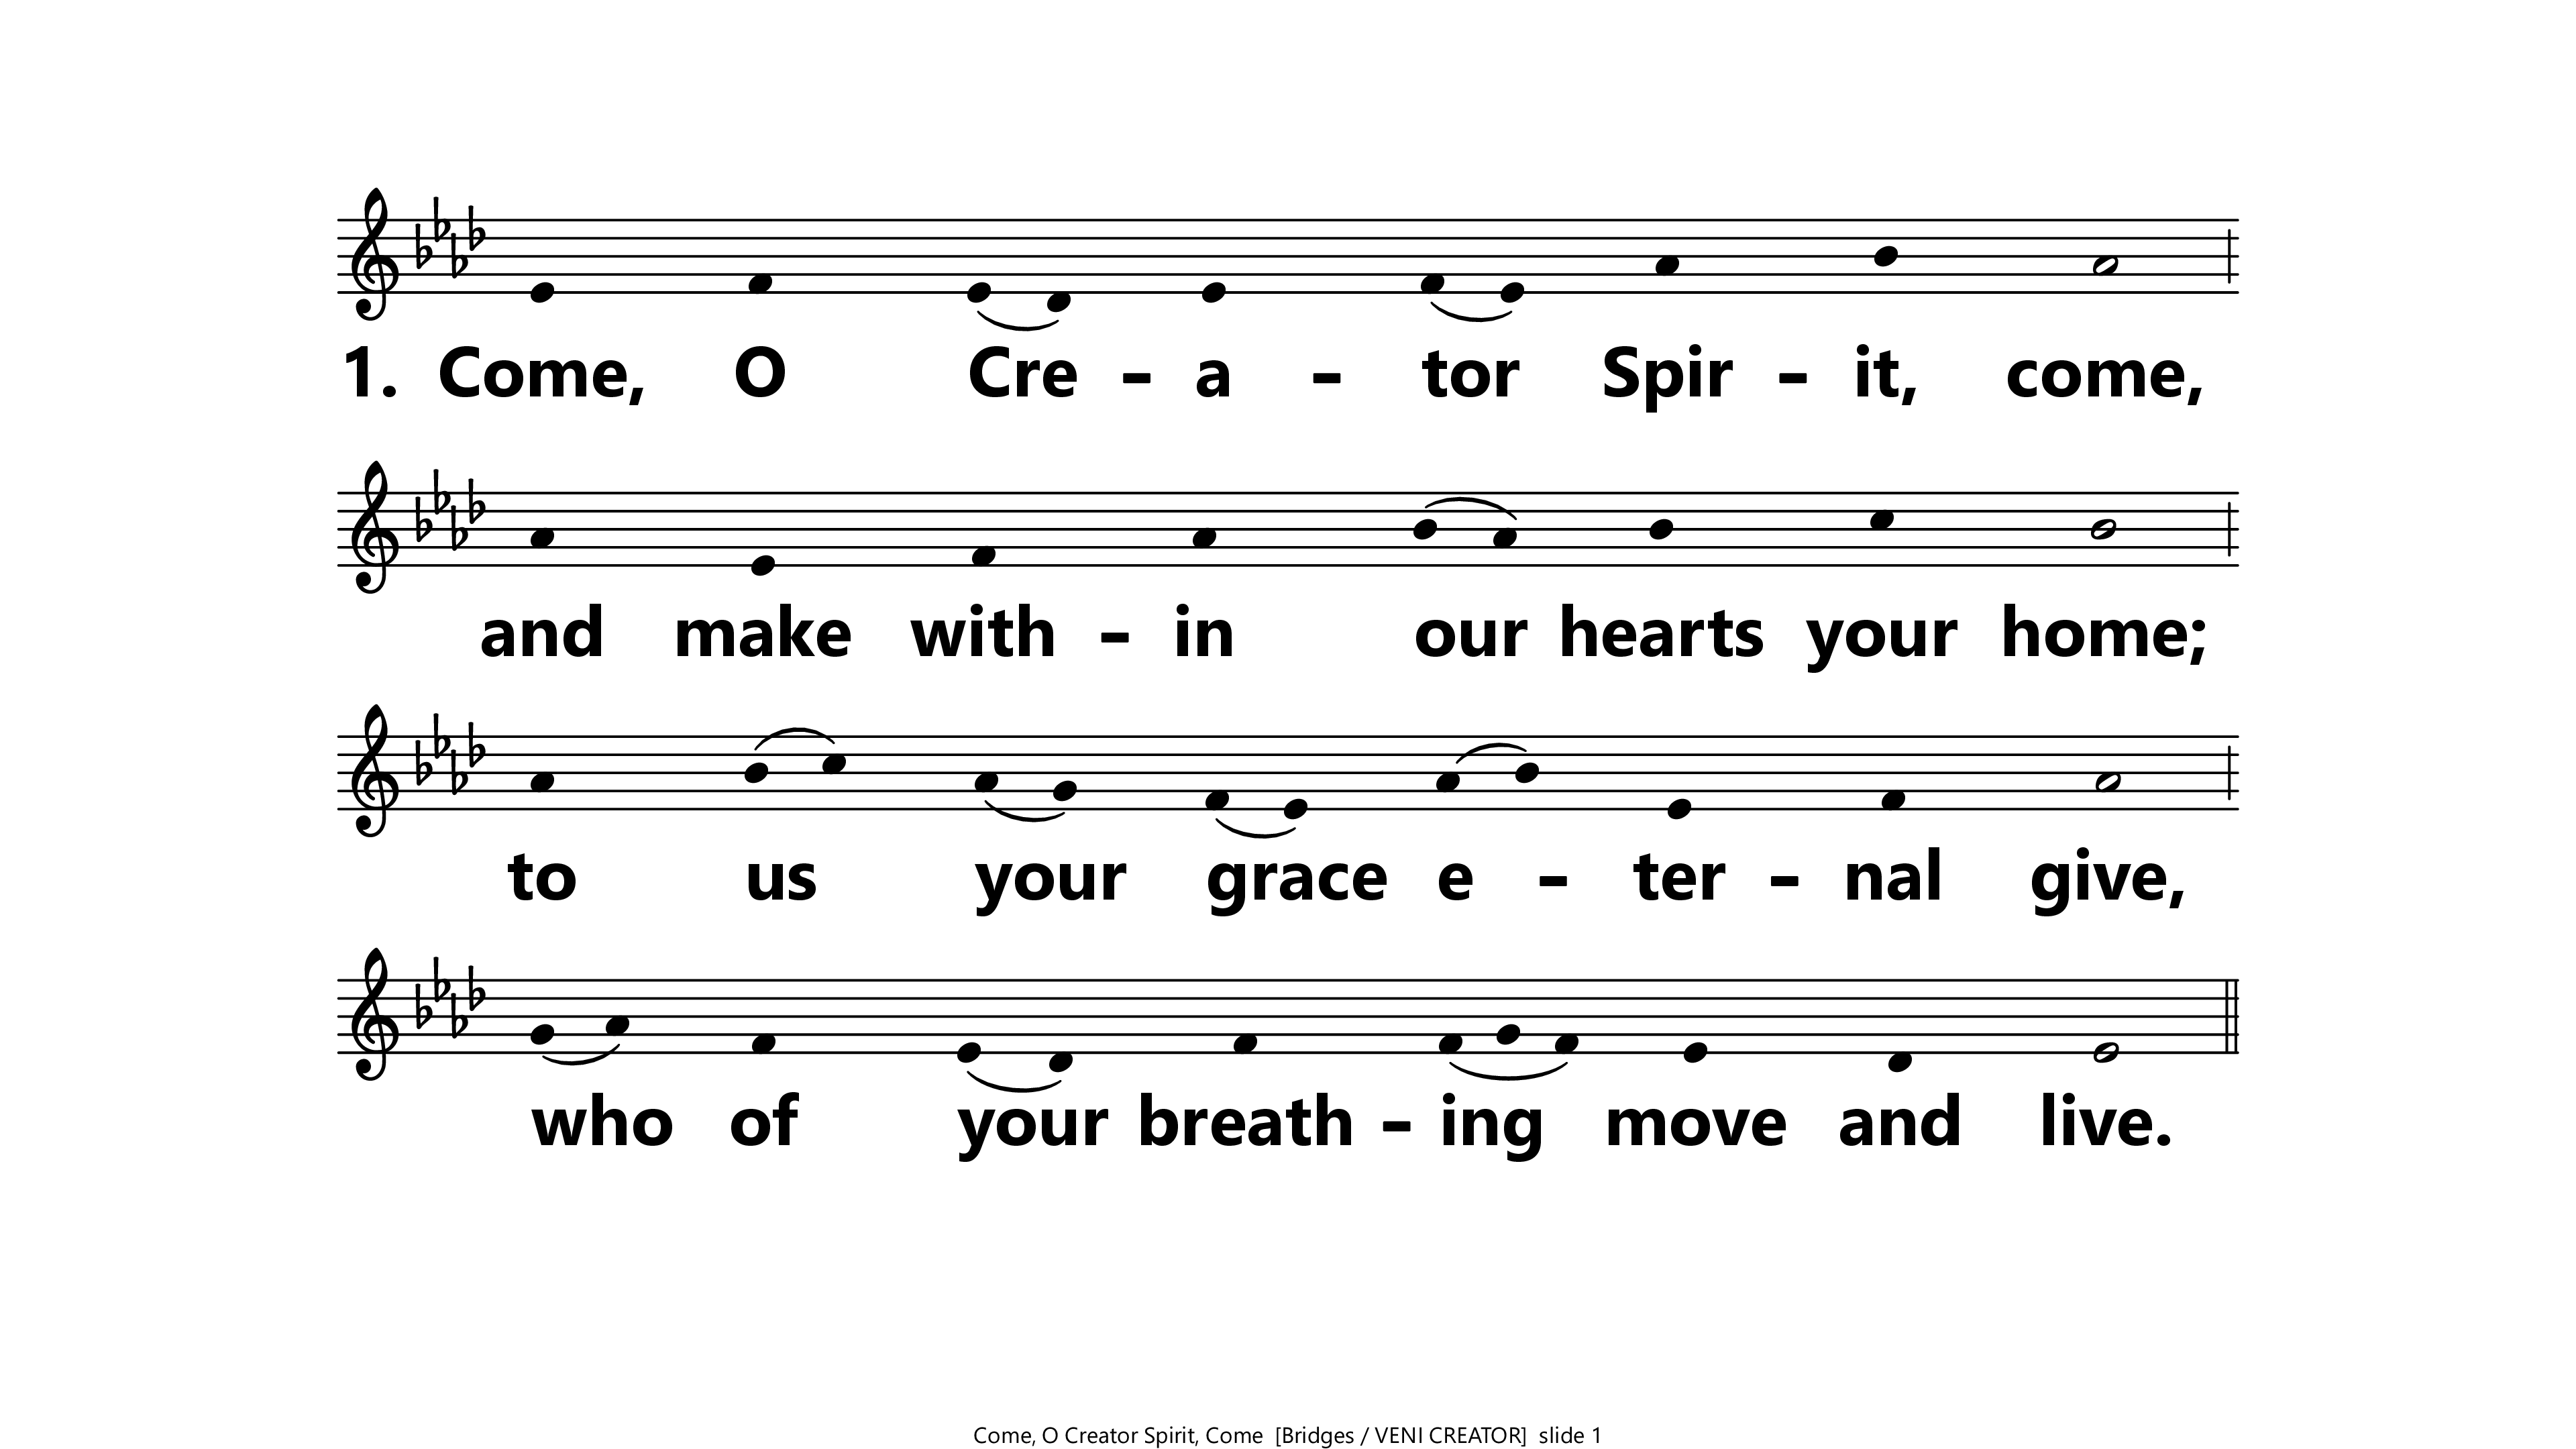 1. Come, O Cre - a - tor Spir - it, come,
and make with - in our hearts your home;
to us your grace e - ter - nal give,
who of your breath - ing move and live.
Come, O Creator Spirit, Come [Bridges / VENI CREATOR] slide 1